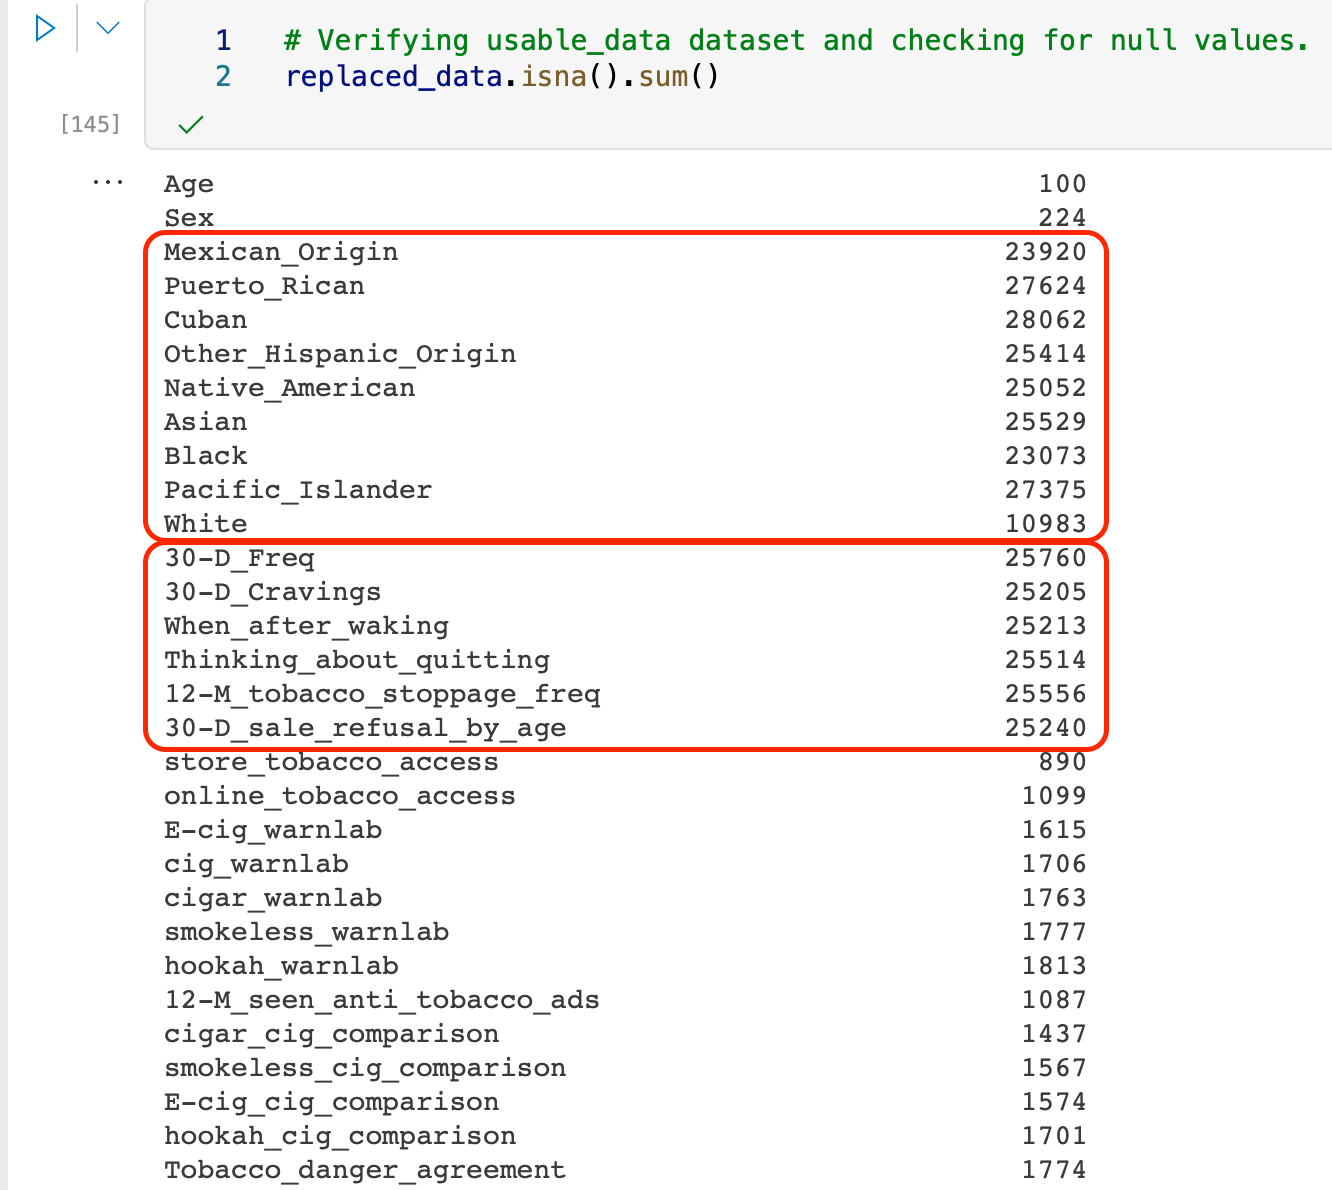 1 # Verifying usable_data dataset and checking for null values.
2 replaced_data.isna().sum()
[145]
... Age 100
Sex 224
Mexican_Origin 23920
Puerto_Rican 27624
Cuban 28062
Other_Hispanic_Origin 25414
Native_American 25052
Asian 25529
Black 23073
Pacific_Islander 27375
White 10983
30-D_Freq 25760
30-D_Cravings 25205
When_after_waking 25213
Thinking_about_quitting 25514
12-M_tobacco_stoppage_freq 25556
30-D_sale_refusal_by_age 25240
store_tobacco_access 890
online_tobacco_access 1099
E-cig_warnlab 1615
cig_warnlab 1706
cigar_warnlab 1763
smokeless_warnlab 1777
hookah_warnlab 1813
12-M_seen_anti_tobacco_ads 1087
cigar_cig_comparison 1437
smokeless_cig_comparison 1567
E-cig_cig_comparison 1574
hookah_cig_comparison 1701
Tobacco_danger_agreement 1774